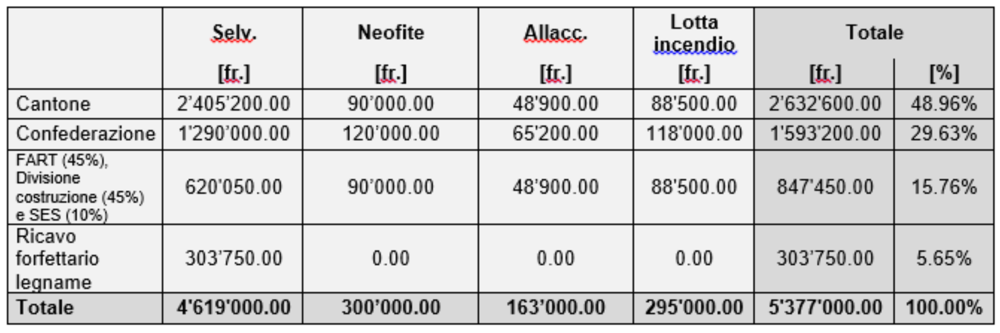 Selv. Neofite Allacc. Lotta incendio Totale
[fr.] [fr.] [fr.] [fr.] [fr.] [%]
Cantone 2’405’200.00 90’000.00 48'900.00 88'500.00 2’632’600.00 48.96%
Confederazione 1'290’000.00 120’000.00 65'200.00 118'000.00 1'593'200.00 29.63%
FART (45%),
Divisione
costruzione (45%)
e SES (10%) 620'050.00 90’000.00 48’900.00 88'500.00 847'450.00 15.76%
Ricavo
forfettario
legname 303’750.00 0.00 0.00 0.00 303’750.00 5.65%
Totale 4'619'000.00 300’000.00 163’000.00 295'000.00 5'377'000.00 100.00%